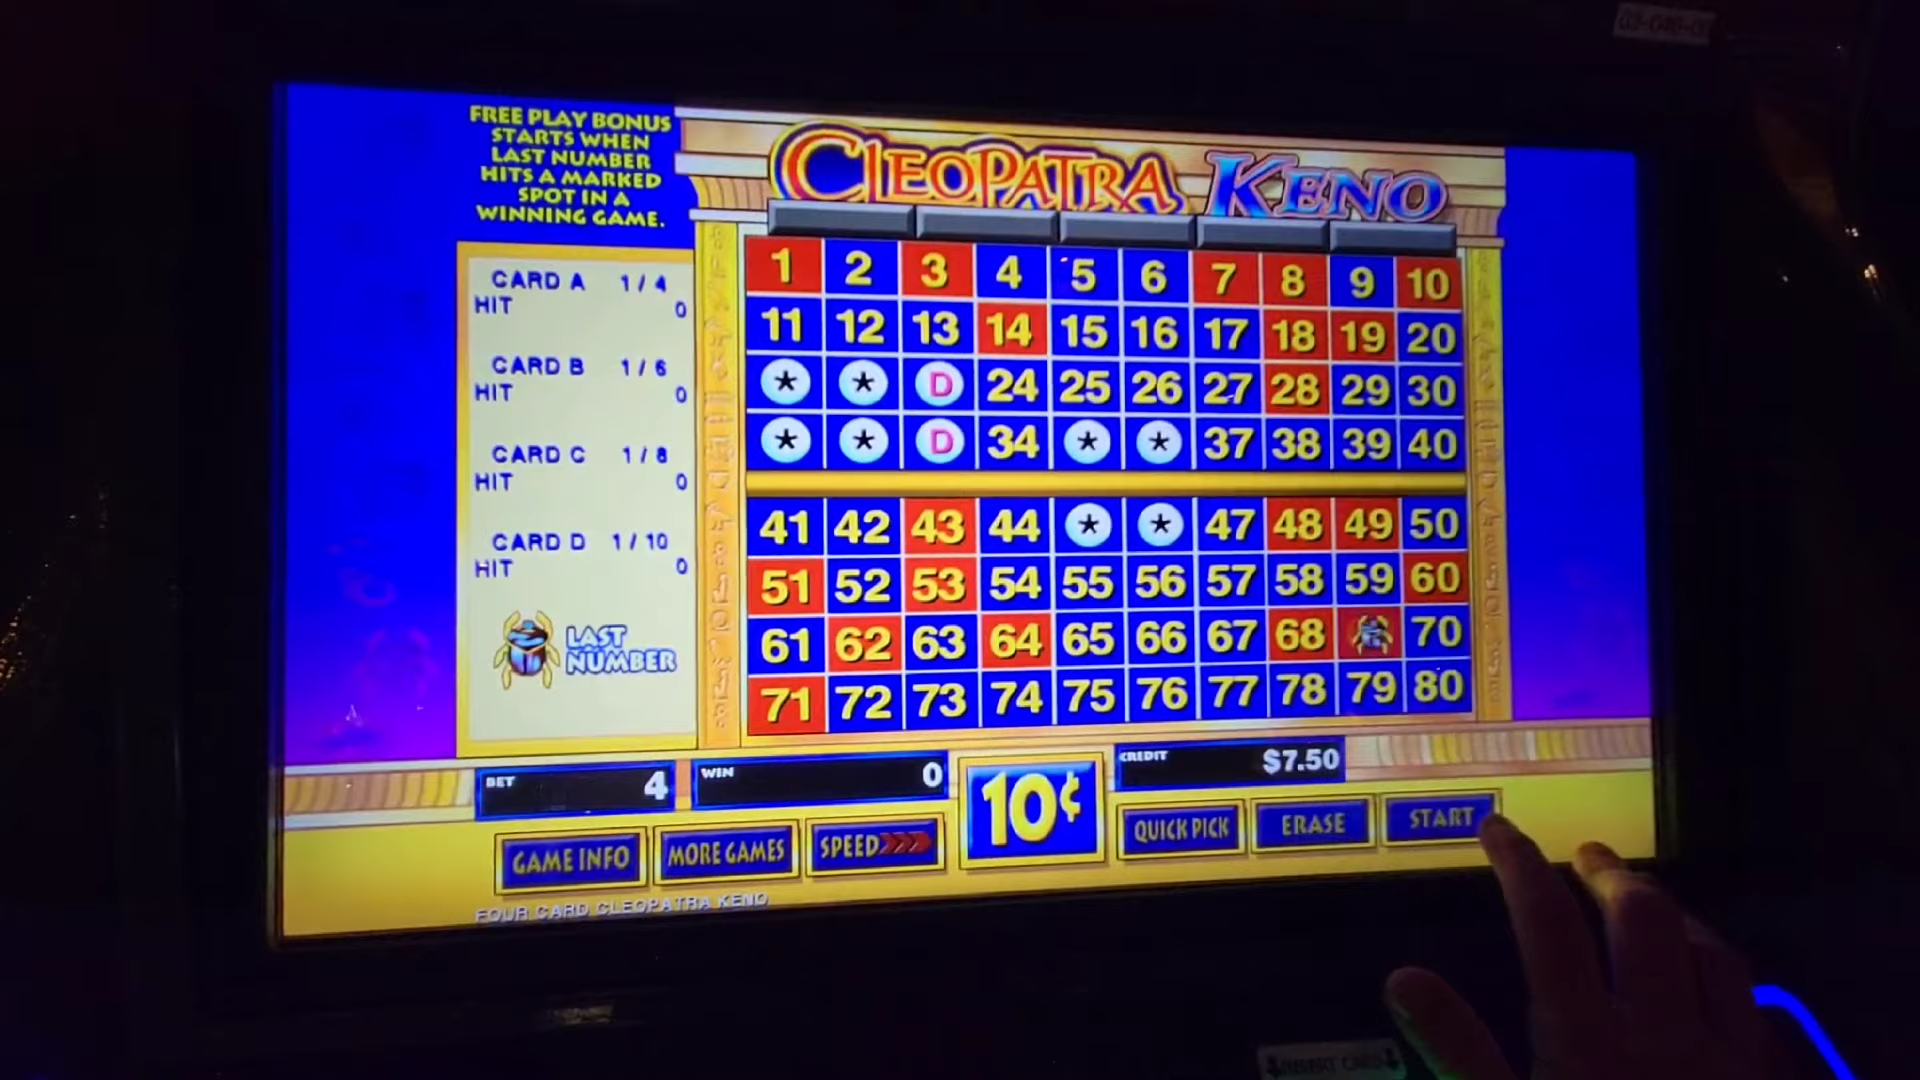 FREE PLAY BONUS
STARTS WHEN
LAST NUMBER
HITS A MARKED
SPOT IN A
WINNING GAME.
CLEOPATRA KENO
CARD A 1/4
HIT 0
CARD B 1/6
HIT 0
CARD C 1/8
HIT 0
CARD D 1/10
HIT 0
LAST
NUMBER
1 2 3 4 5 6 7 8 9 10
11 12 13 14 15 16 17 18 19 20
* * D 24 25 26 27 28 29 30
* * D 34 * * 37 38 39 40
41 42 43 44 * * 47 48 49 50
51 52 53 54 55 56 57 58 59 60
61 62 63 64 65 66 67 68 70
71 72 73 74 75 76 77 78 79 80
BET 4 WIN 0 10¢ CREDIT $7.50
GAME INFO MORE GAMES SPEED QUICK PICK ERASE START
FOUR CARD CLEOPATRA KENO
INSERT CARD